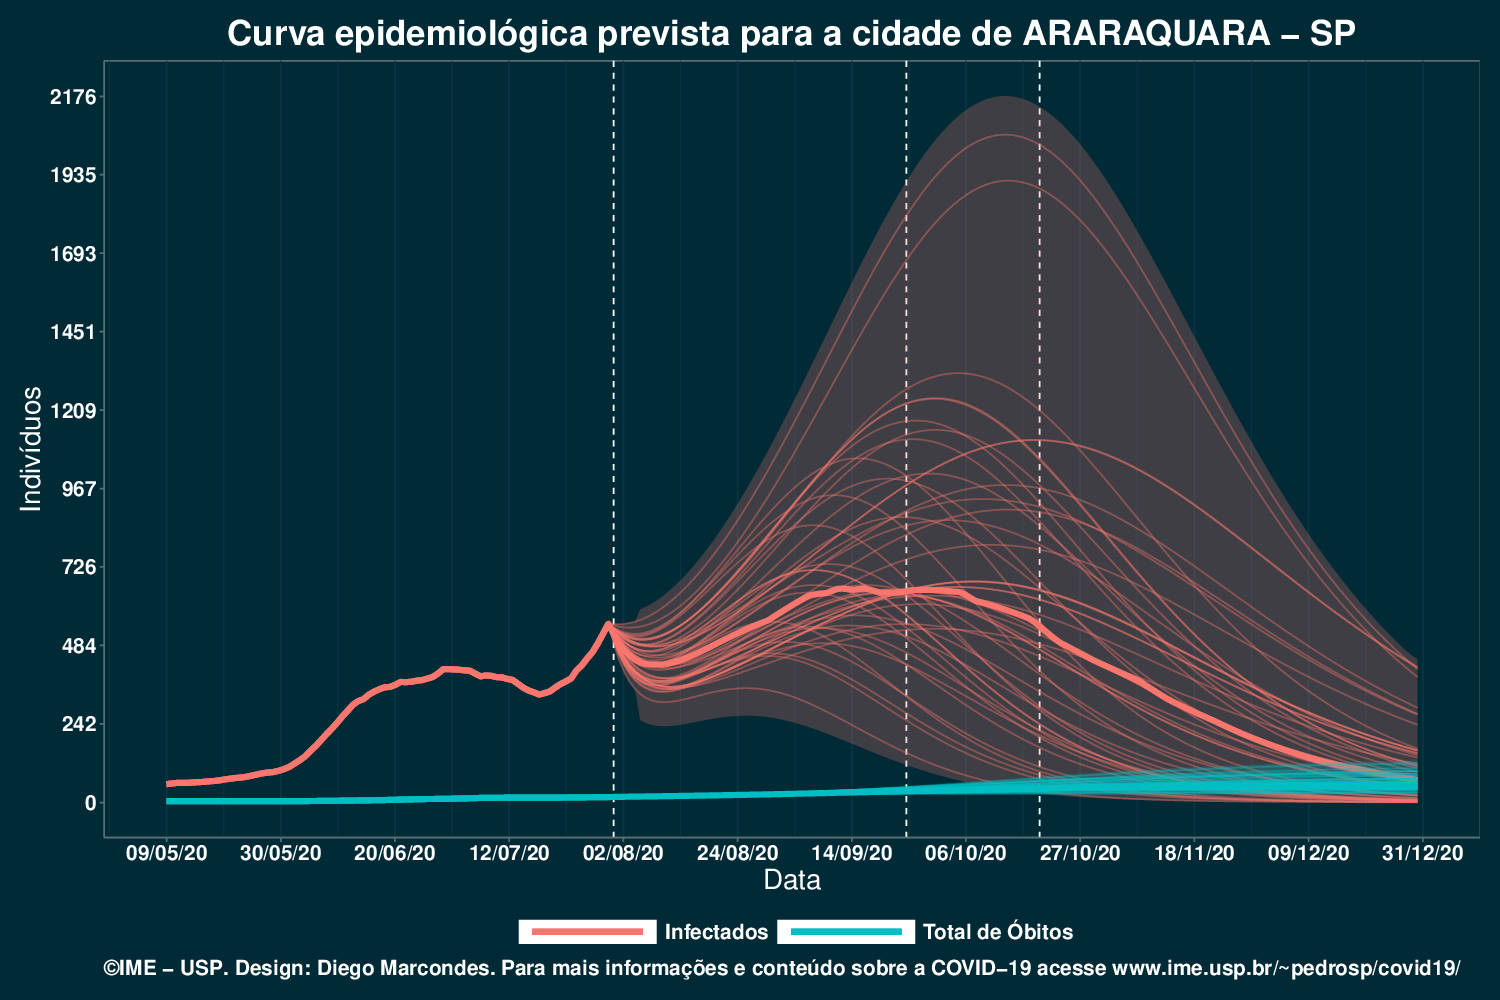 Curva epidemiológica prevista para a cidade de ARARAQUARA – SP
2176
1935
1693
1451
1209
967
726
484
242
0
Indivíduos
09/05/20 30/05/20 20/06/20 12/07/20 02/08/20 24/08/20 14/09/20 06/10/20 27/10/20 18/11/20 09/12/20 31/12/20
Data
Infectados Total de Óbitos
©IME – USP. Design: Diego Marcondes. Para mais informações e conteúdo sobre a COVID–19 acesse www.ime.usp.br/~pedrosp/covid19/